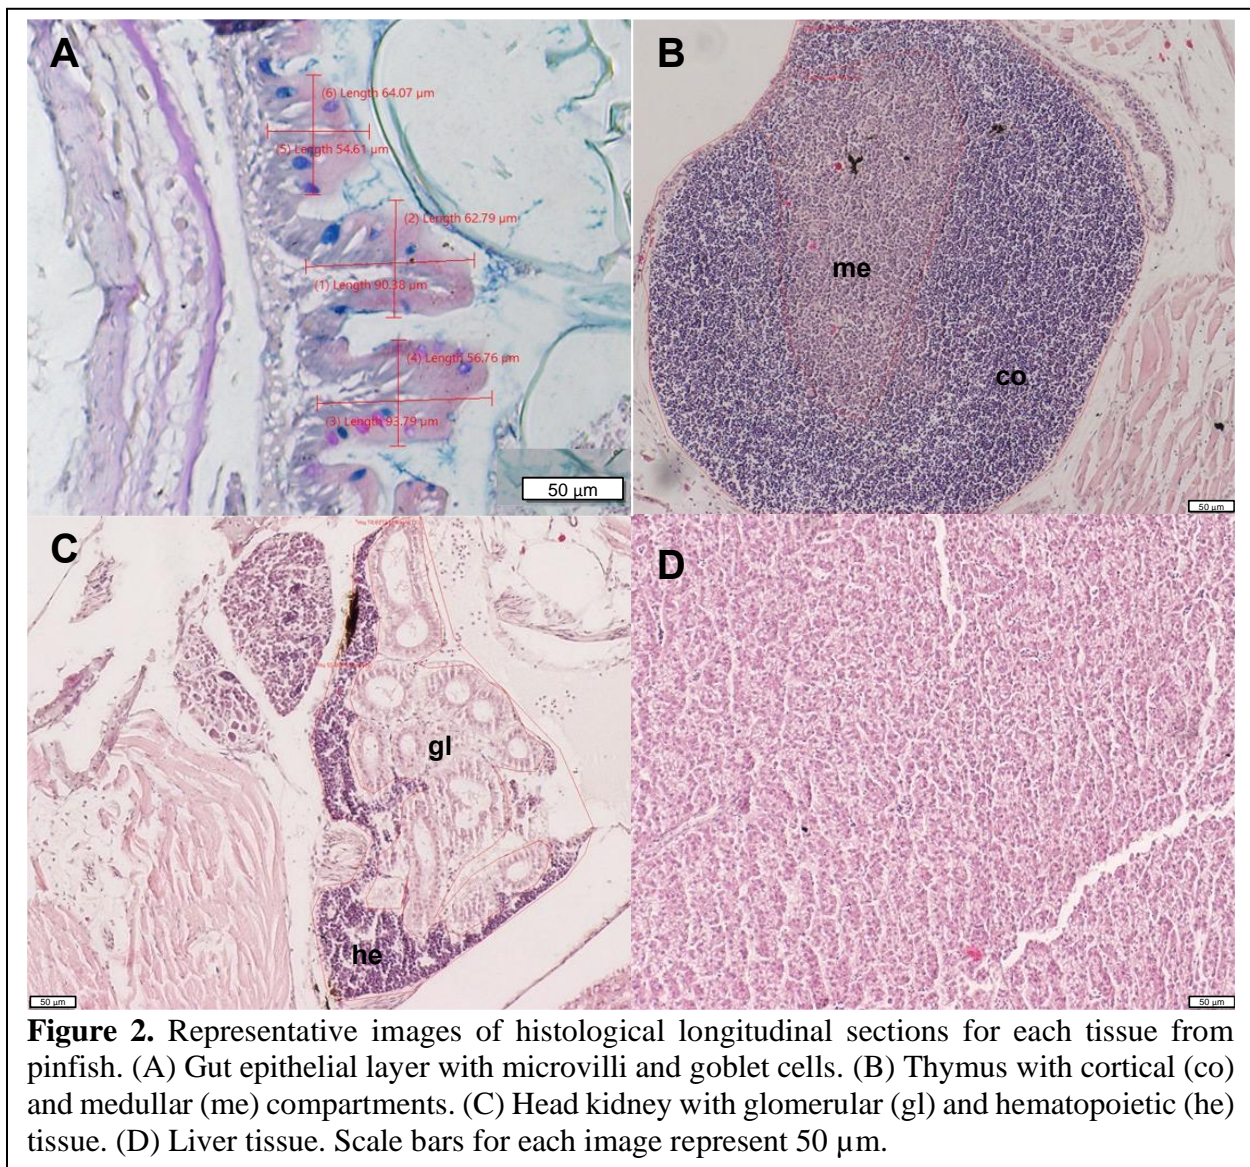 A
(6) Length 64.07 µm
(5) Length 54.61 µm
(2) Length 62.79 µm
(1) Length 90.38 µm
(4) Length 56.76 µm
(3) Length 93.79 µm
50 µm
B
me
co
50 µm
C
gl
he
50 µm
D
50 µm
Figure 2. Representative images of histological longitudinal sections for each tissue from
pinfish. (A) Gut epithelial layer with microvilli and goblet cells. (B) Thymus with cortical (co)
and medullar (me) compartments. (C) Head kidney with glomerular (gl) and hematopoietic (he)
tissue. (D) Liver tissue. Scale bars for each image represent 50 µm.